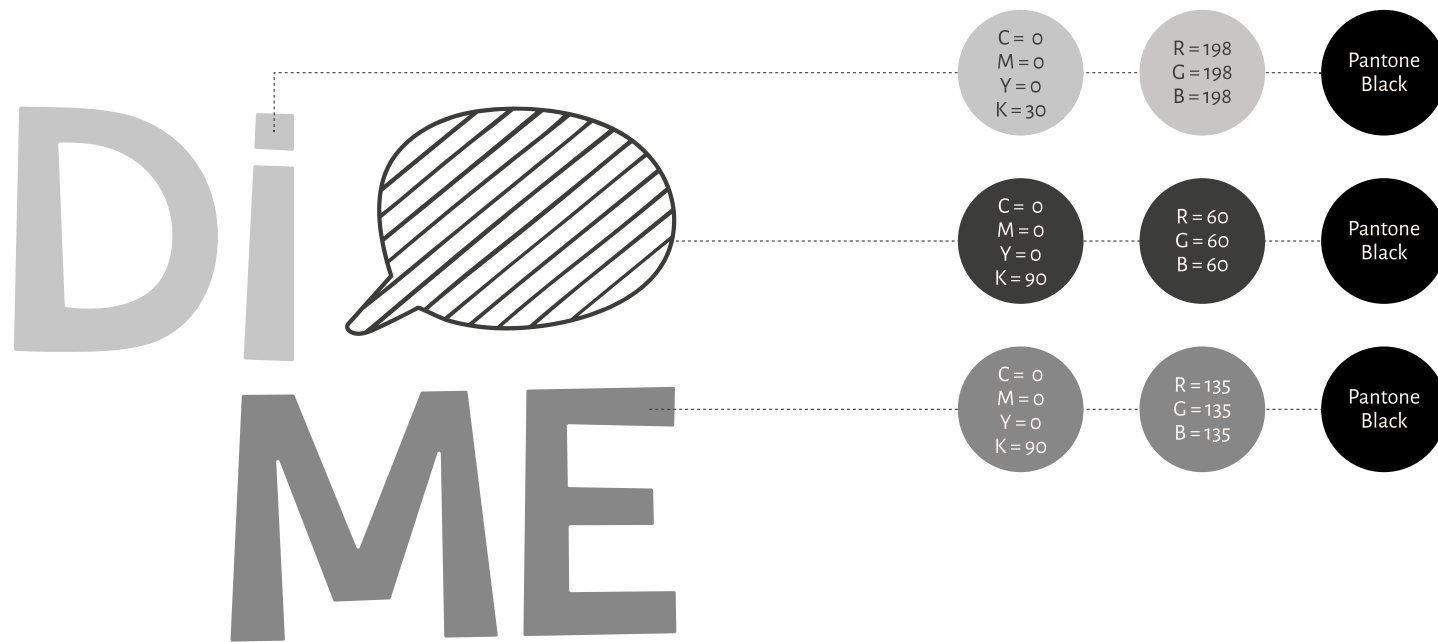 Di
ME
C = 0
M = 0
Y = 0
K = 30
R = 198
G = 198
B = 198
Pantone
Black
C = 0
M = 0
Y = 0
K = 90
R = 60
G = 60
B = 60
Pantone
Black
C = 0
M = 0
Y = 0
K = 90
R = 135
G = 135
B = 135
Pantone
Black